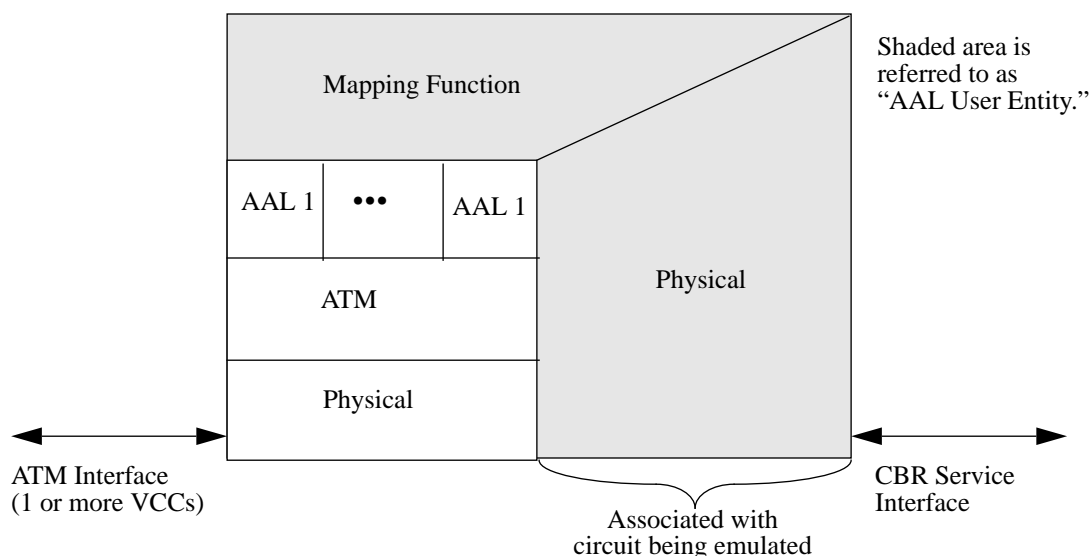 Mapping Function
Shaded area is
referred to as
“AAL User Entity.”
AAL 1
•••
AAL 1
ATM
Physical
Physical
ATM Interface
(1 or more VCCs)
CBR Service
Interface
Associated with
circuit being emulated